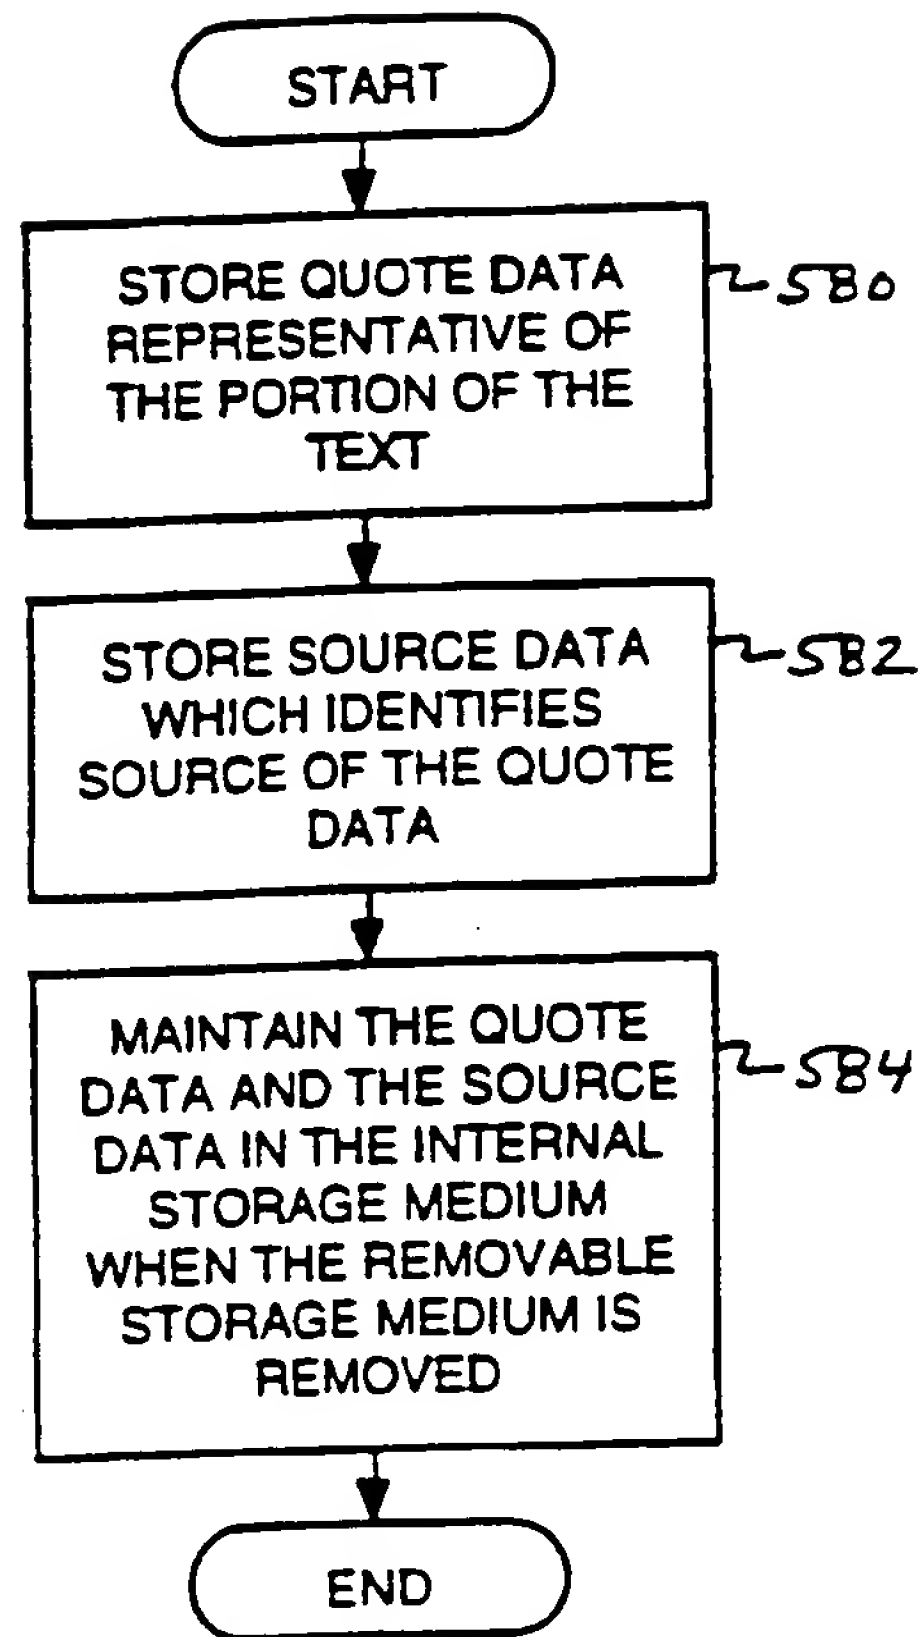 START
STORE QUOTE DATA
REPRESENTATIVE OF
THE PORTION OF THE
TEXT
580
STORE SOURCE DATA
WHICH IDENTIFIES
SOURCE OF THE QUOTE
DATA
582
MAINTAIN THE QUOTE
DATA AND THE SOURCE
DATA IN THE INTERNAL
STORAGE MEDIUM
WHEN THE REMOVABLE
STORAGE MEDIUM IS
REMOVED
584
END